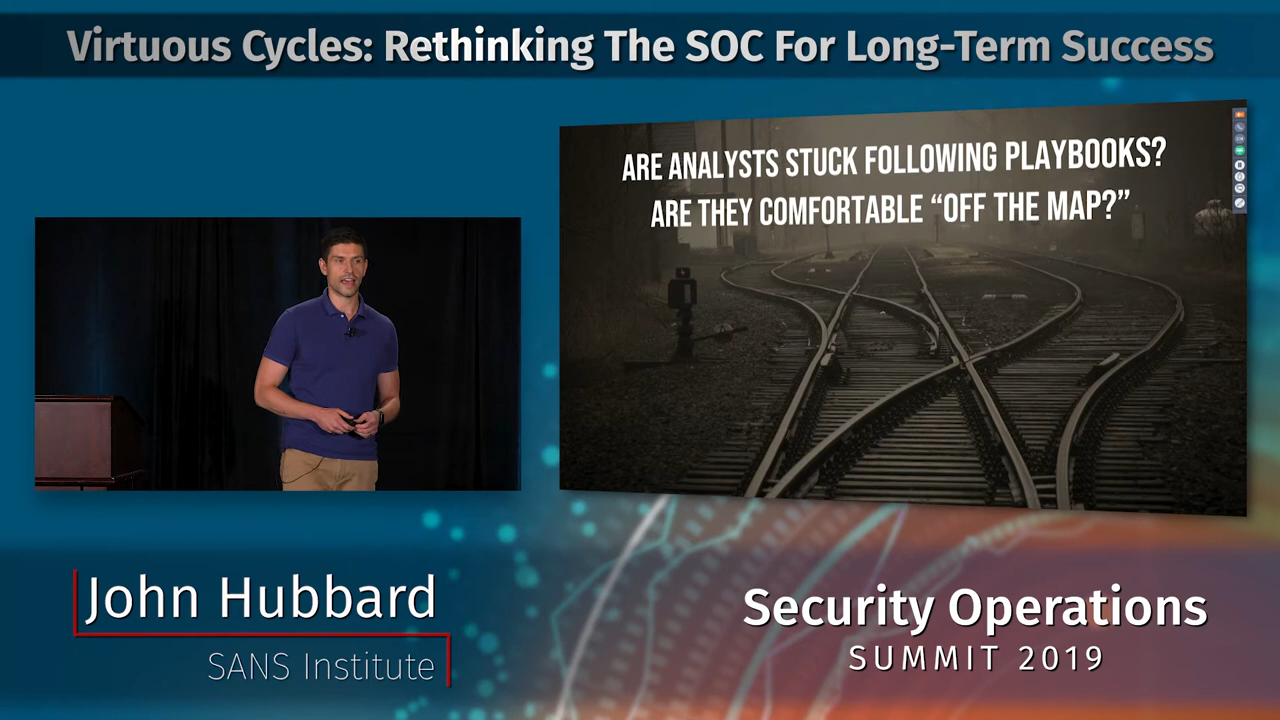 Virtuous Cycles: Rethinking The SOC For Long-Term Success
ARE ANALYSTS STUCK FOLLOWING PLAYBOOKS?
ARE THEY COMFORTABLE “OFF THE MAP?”
John Hubbard
SANS Institute
Security Operations
SUMMIT 2019